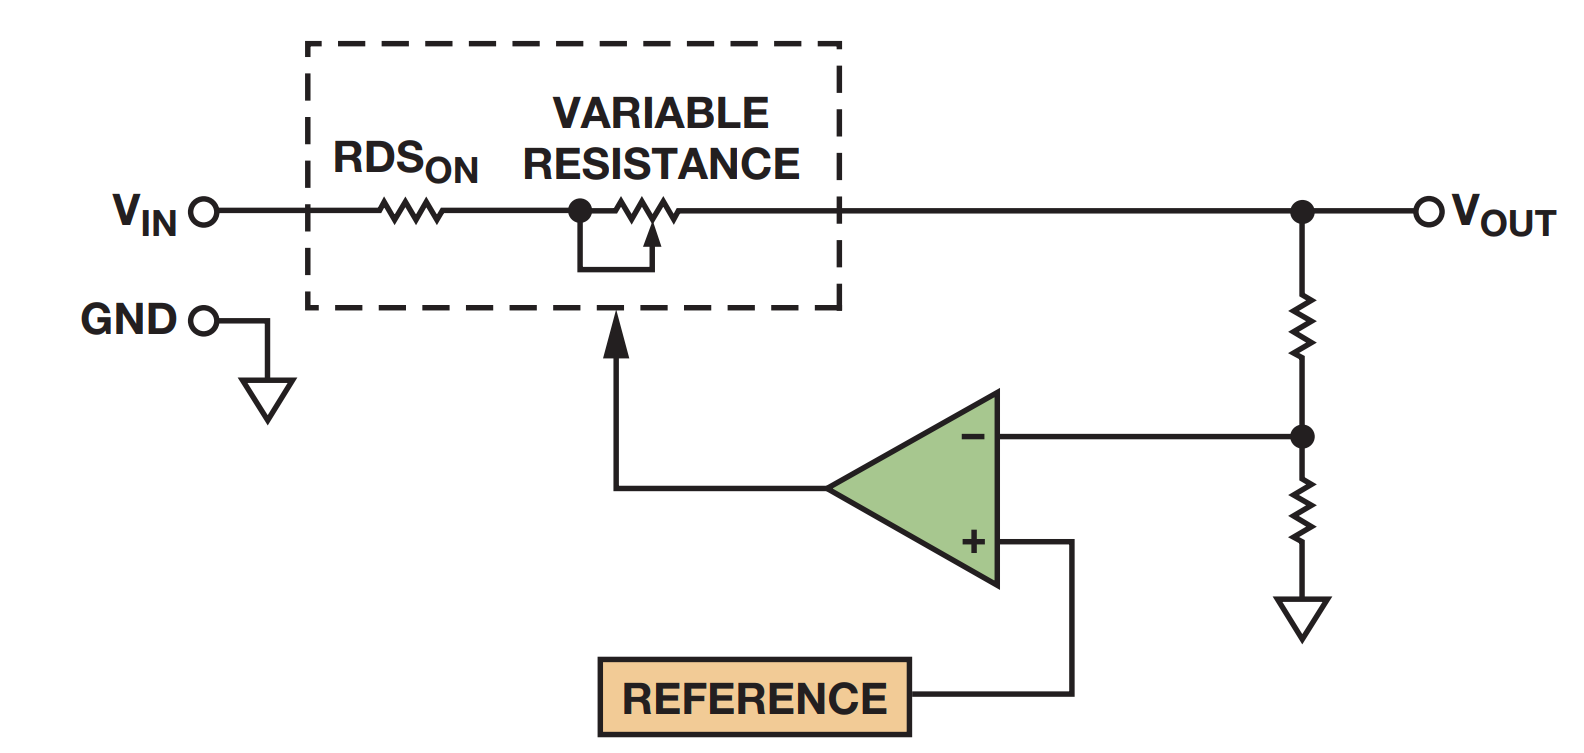 VARIABLE
RESISTANCE
RDSON
VIN
VOUT
GND
−
+
REFERENCE